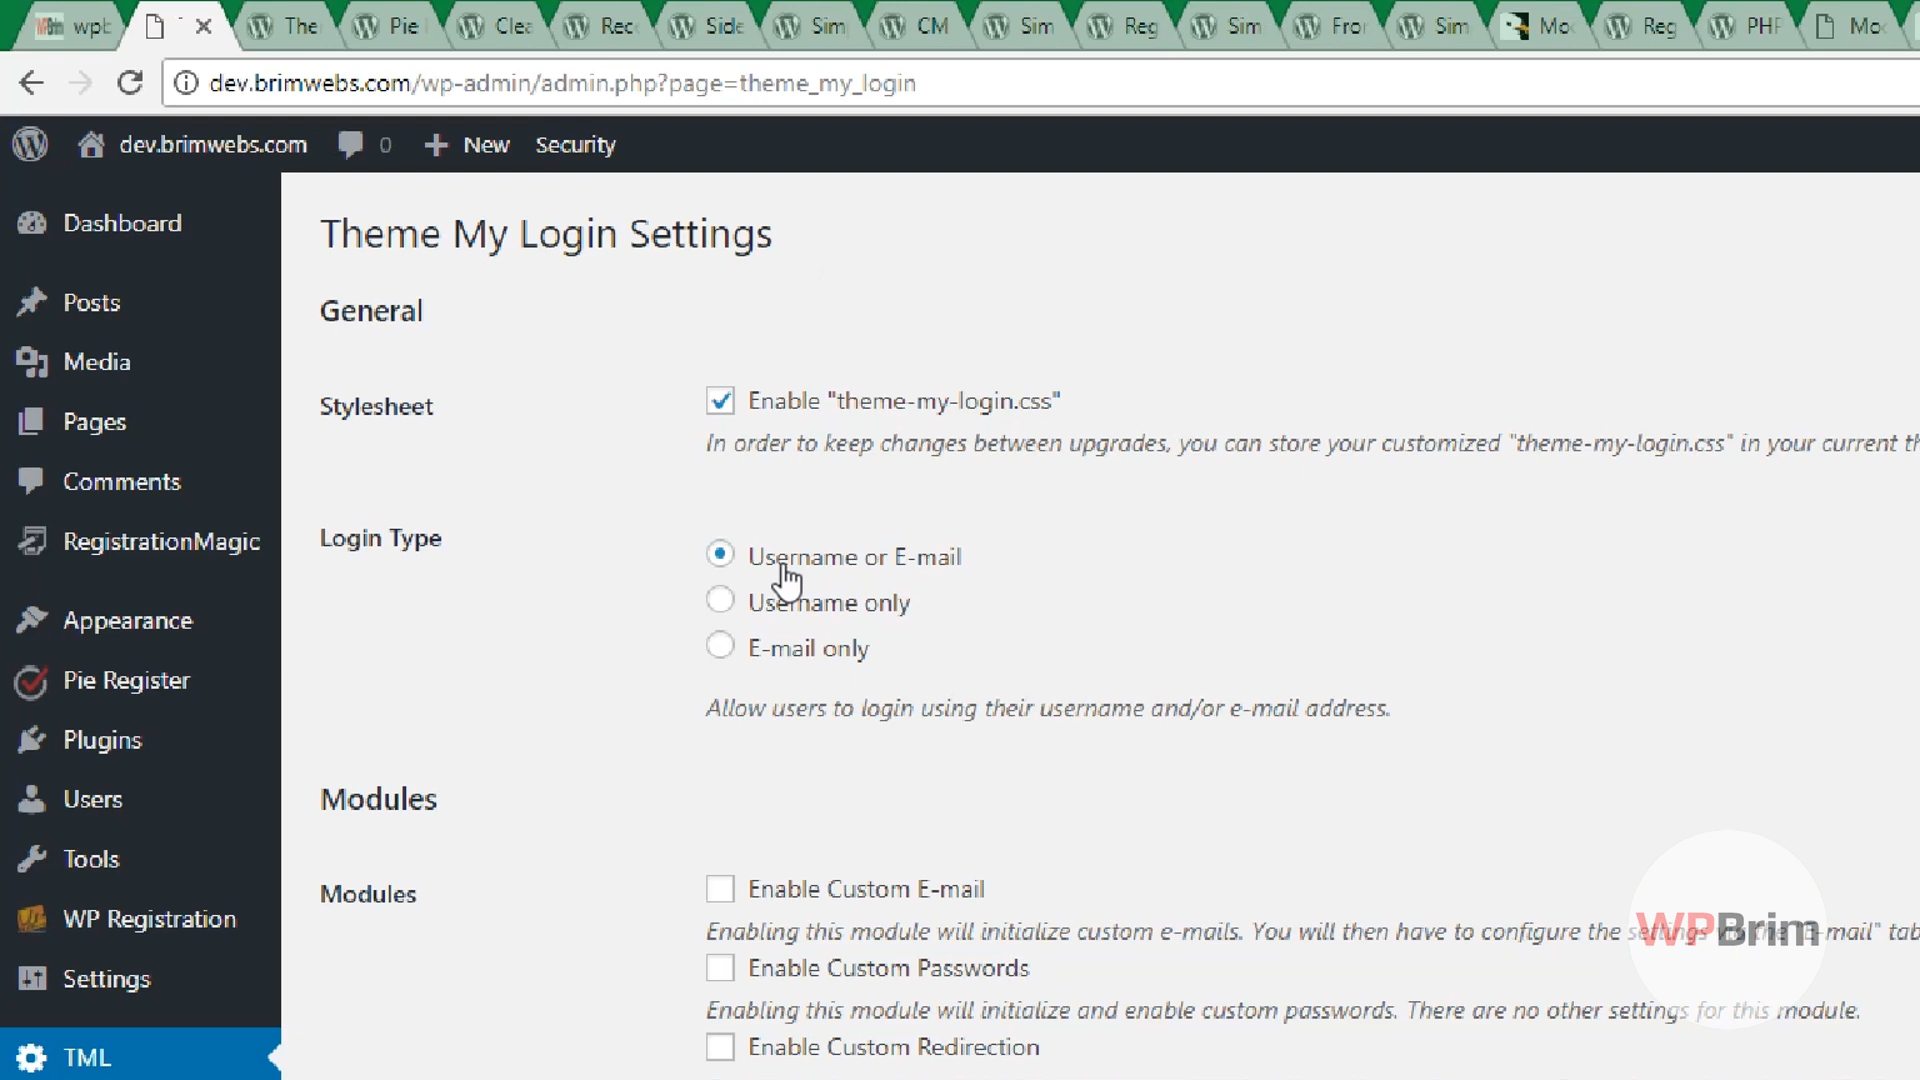 wpb The Pie Clea Reco Side Sim CM Sim Reg Sim Fron Sim Mo Reg PHP Mo
dev.brimwebs.com/wp-admin/admin.php?page=theme_my_login
dev.brimwebs.com 0 New Security
Dashboard
Posts
Media
Pages
Comments
RegistrationMagic
Appearance
Pie Register
Plugins
Users
Tools
WP Registration
Settings
TML
Theme My Login Settings
General
Stylesheet
Enable "theme-my-login.css"
In order to keep changes between upgrades, you can store your customized "theme-my-login.css" in your current th
Login Type
Username or E-mail
Username only
E-mail only
Allow users to login using their username and/or e-mail address.
Modules
Modules
Enable Custom E-mail
Enabling this module will initialize custom e-mails. You will then have to configure the settings via the "E-mail" tab
Enable Custom Passwords
Enabling this module will initialize and enable custom passwords. There are no other settings for this module.
Enable Custom Redirection
WPBrim